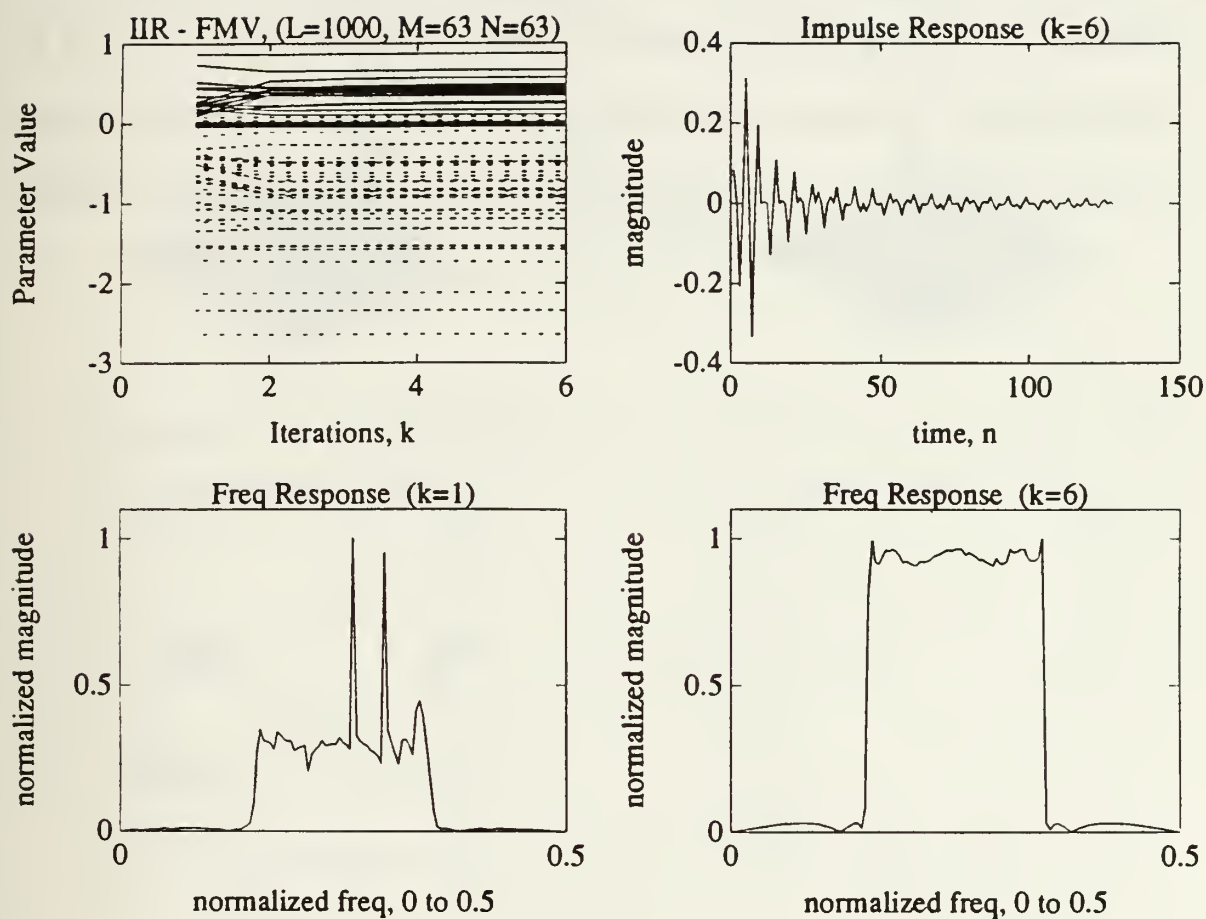 IIR - FMV, (L=1000, M=63 N=63)
Parameter Value
1
0
-1
-2
-3
0
2
4
6
Iterations, k
Impulse Response (k=6)
magnitude
0.4
0.2
0
-0.2
-0.4
0
50
100
150
time, n
Freq Response (k=1)
normalized magnitude
1
0.5
0
0
0.5
normalized freq, 0 to 0.5
Freq Response (k=6)
normalized magnitude
1
0.5
0
0
0.5
normalized freq, 0 to 0.5